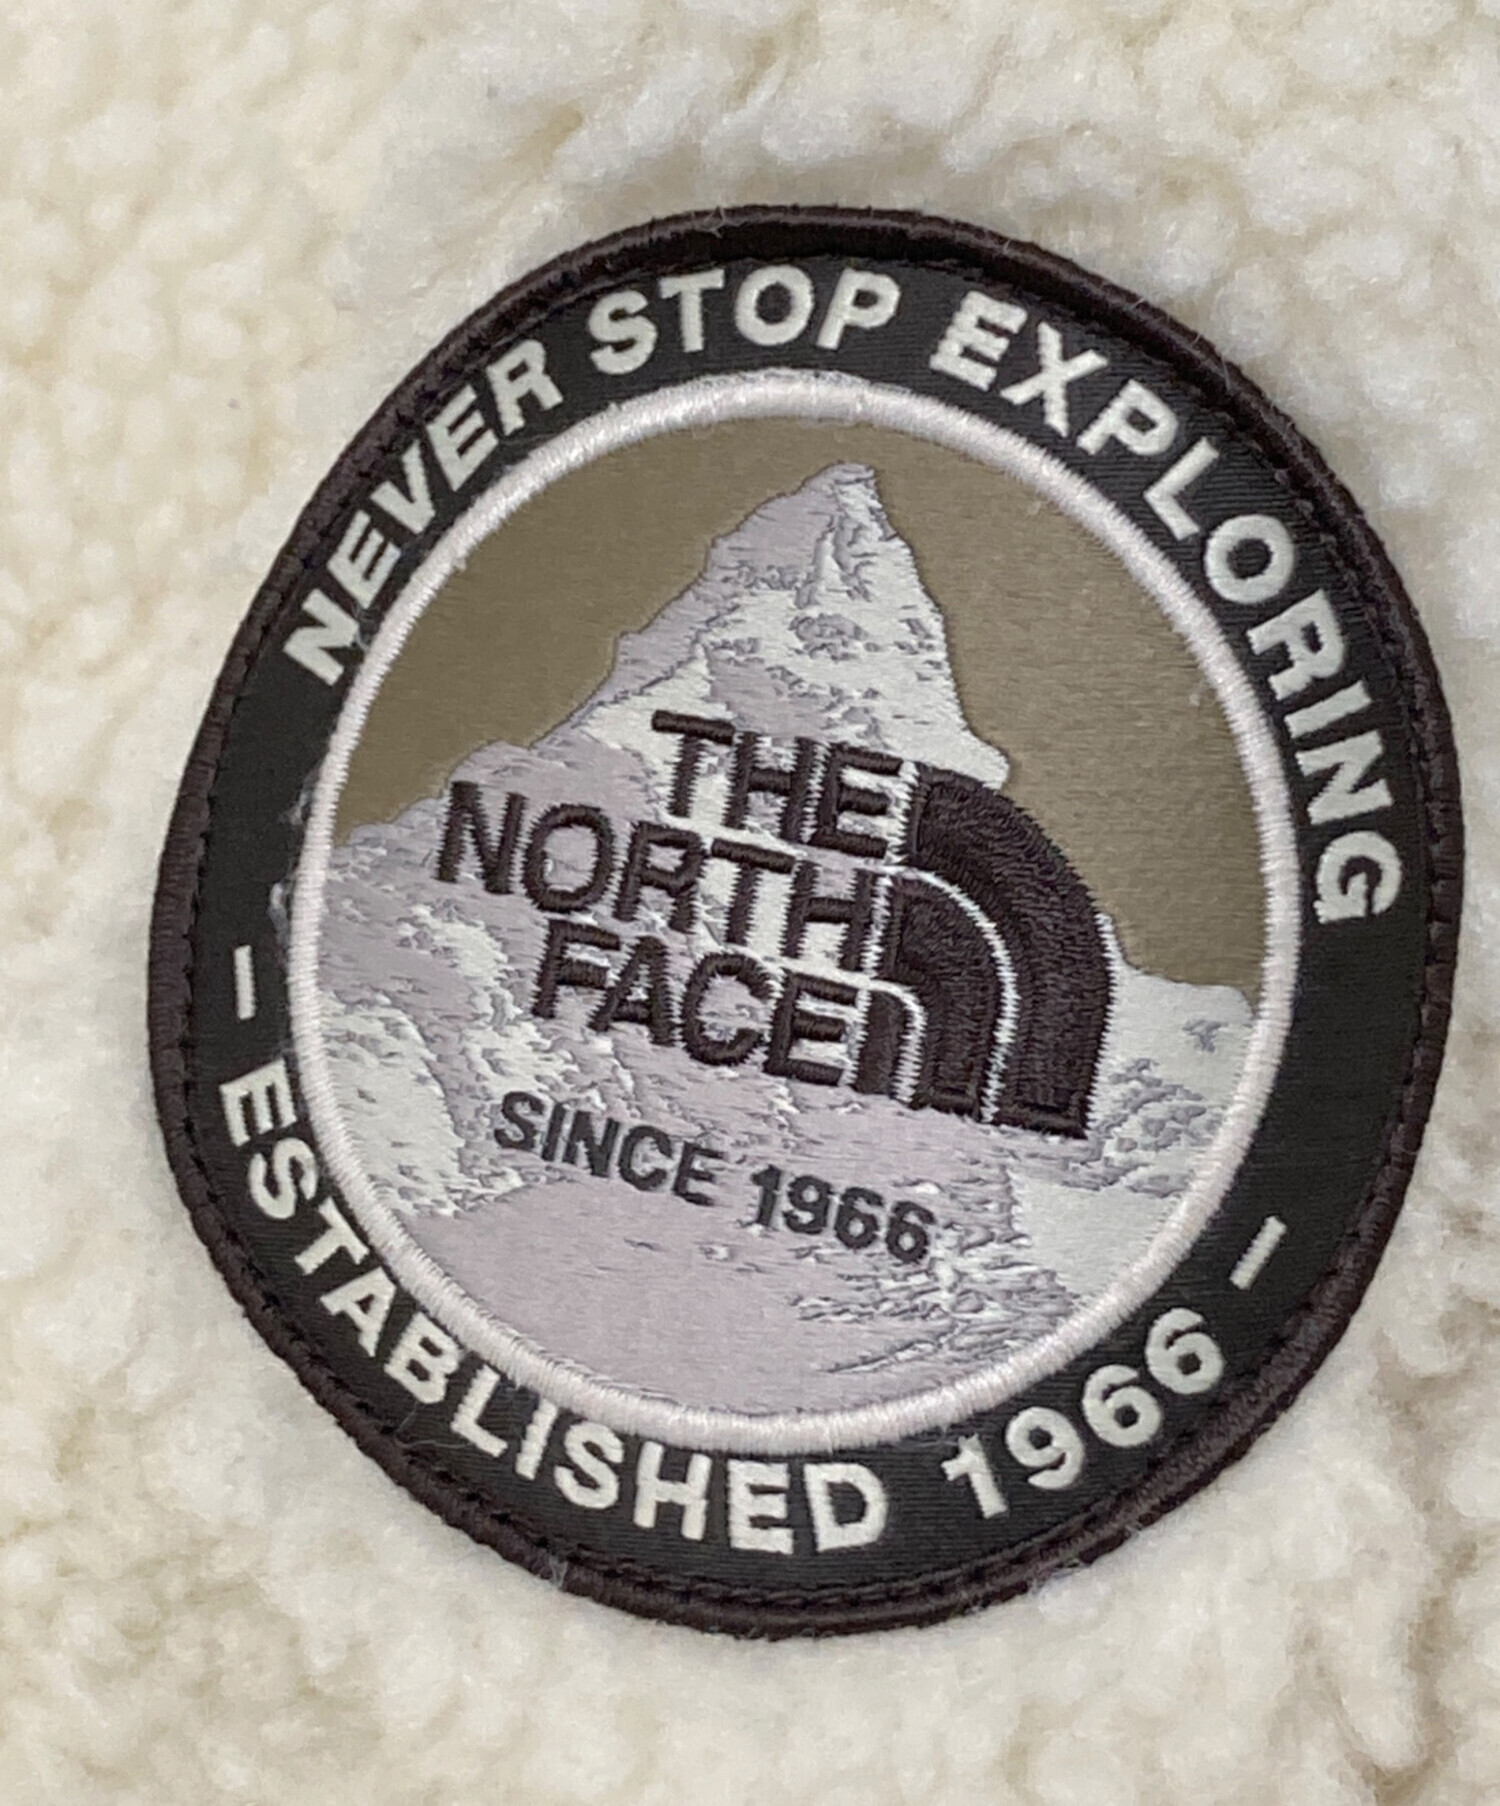 NEVER STOP EXPLORING
THE
NORTH
FACE
SINCE 1966
- ESTABLISHED 1966 -